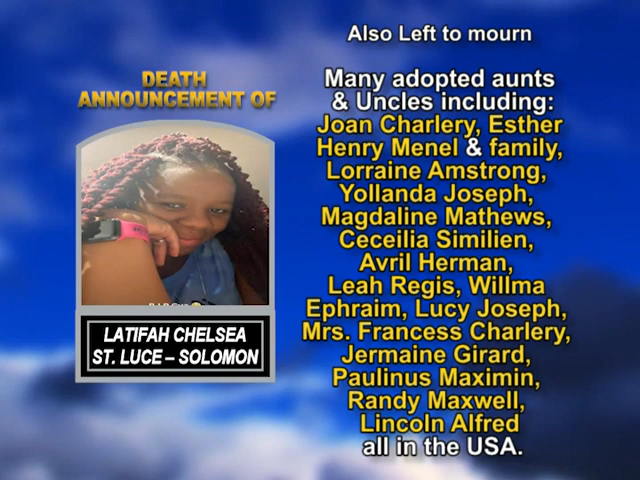 Also Left to mourn
DEATH
ANNOUNCEMENT OF
LATIFAH CHELSEA
ST. LUCE – SOLOMON
Many adopted aunts
& Uncles including:
Joan Charlery, Esther
Henry Menel & family,
Lorraine Amstrong,
Yollanda Joseph,
Magdaline Mathews,
Ceceilia Similien,
Avril Herman,
Leah Regis, Willma
Ephraim, Lucy Joseph,
Mrs. Francess Charlery,
Jermaine Girard,
Paulinus Maximin,
Randy Maxwell,
Lincoln Alfred
all in the USA.